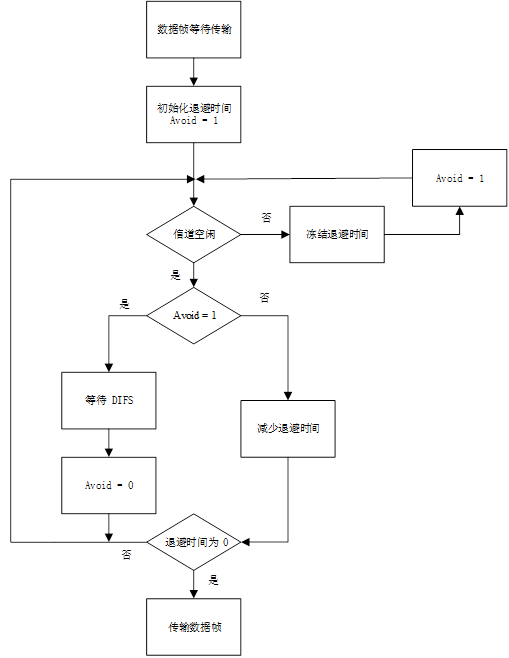 数据帧等待传输
初始化退避时间
Avoid = 1
Avoid = 1
否
信道空闲
冻结退避时间
是
是
否
Avoid = 1
等待 DIFS
减少退避时间
Avoid = 0
退避时间为 0
否
是
传输数据帧